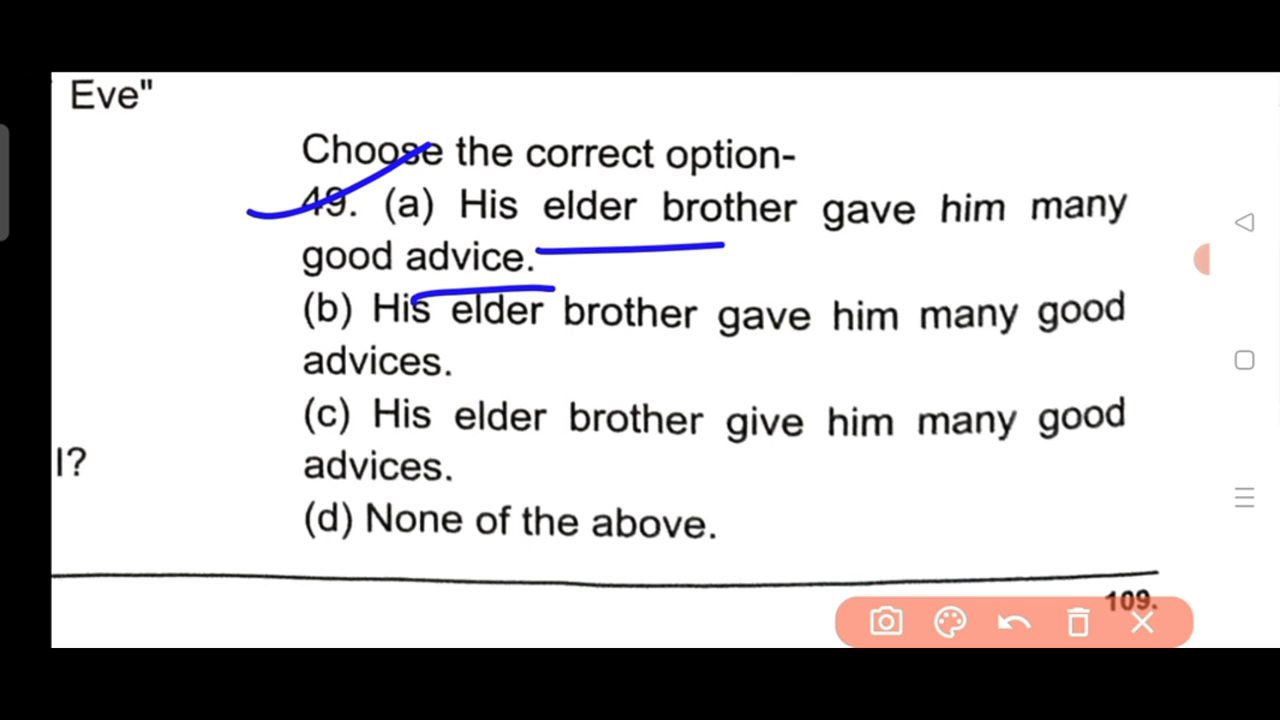 Eve"
Choose the correct option-
49. (a) His elder brother gave him many
good advice.
(b) His elder brother gave him many good
advices.
(c) His elder brother give him many good
I?
advices.
(d) None of the above.
109.